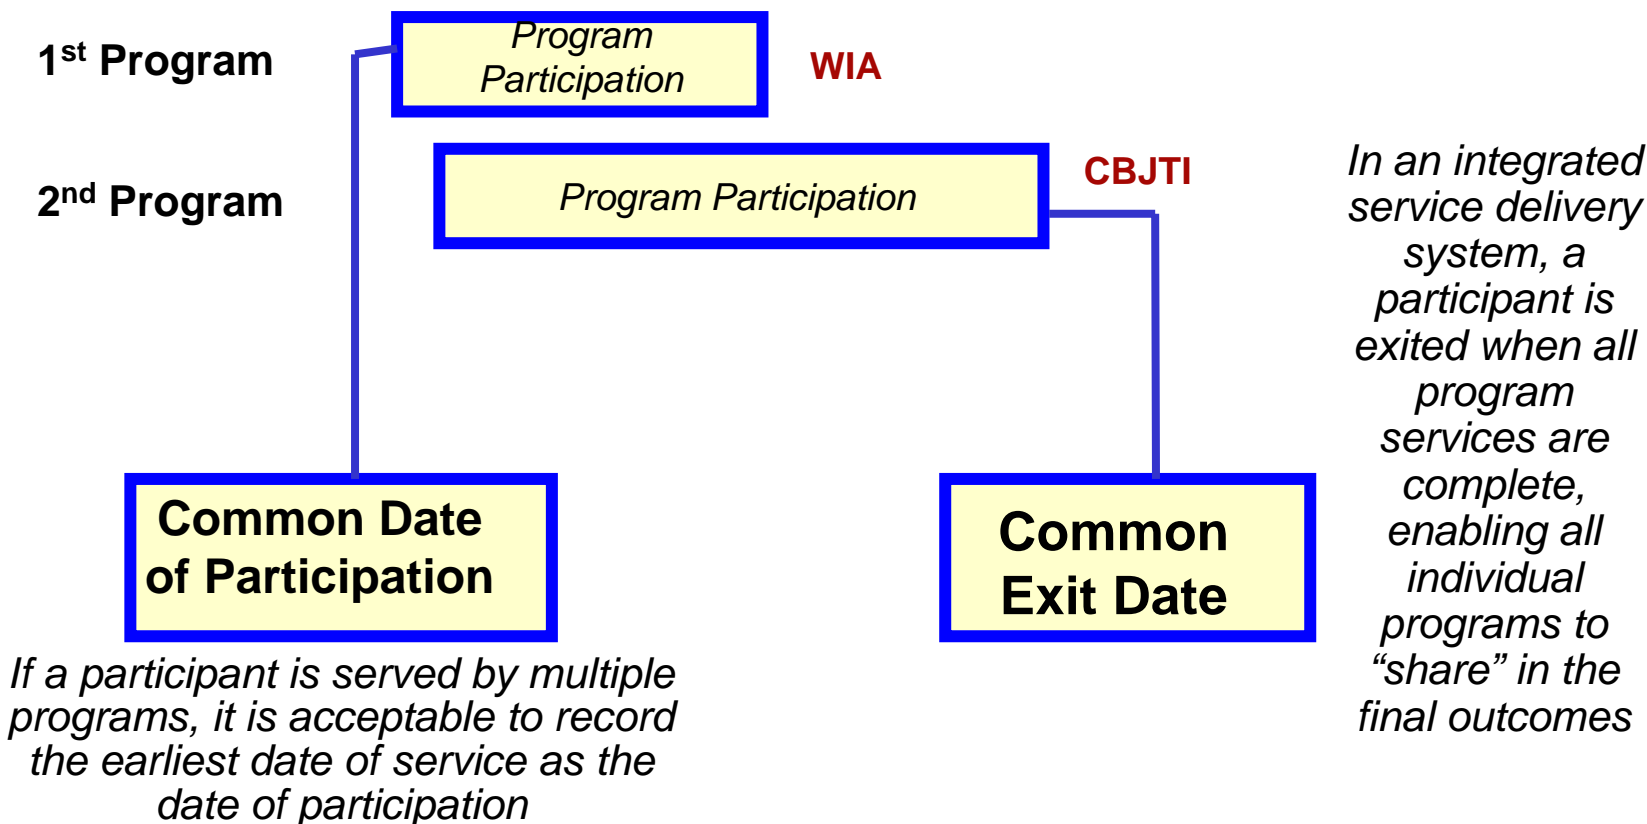 1st Program
Program
Participation
WIA
2nd Program
Program Participation
CBJTI
Common Date
of Participation
Common
Exit Date
If a participant is served by multiple
programs, it is acceptable to record
the earliest date of service as the
date of participation
In an integrated
service delivery
system, a
participant is
exited when all
program
services are
complete,
enabling all
individual
programs to
“share” in the
final outcomes